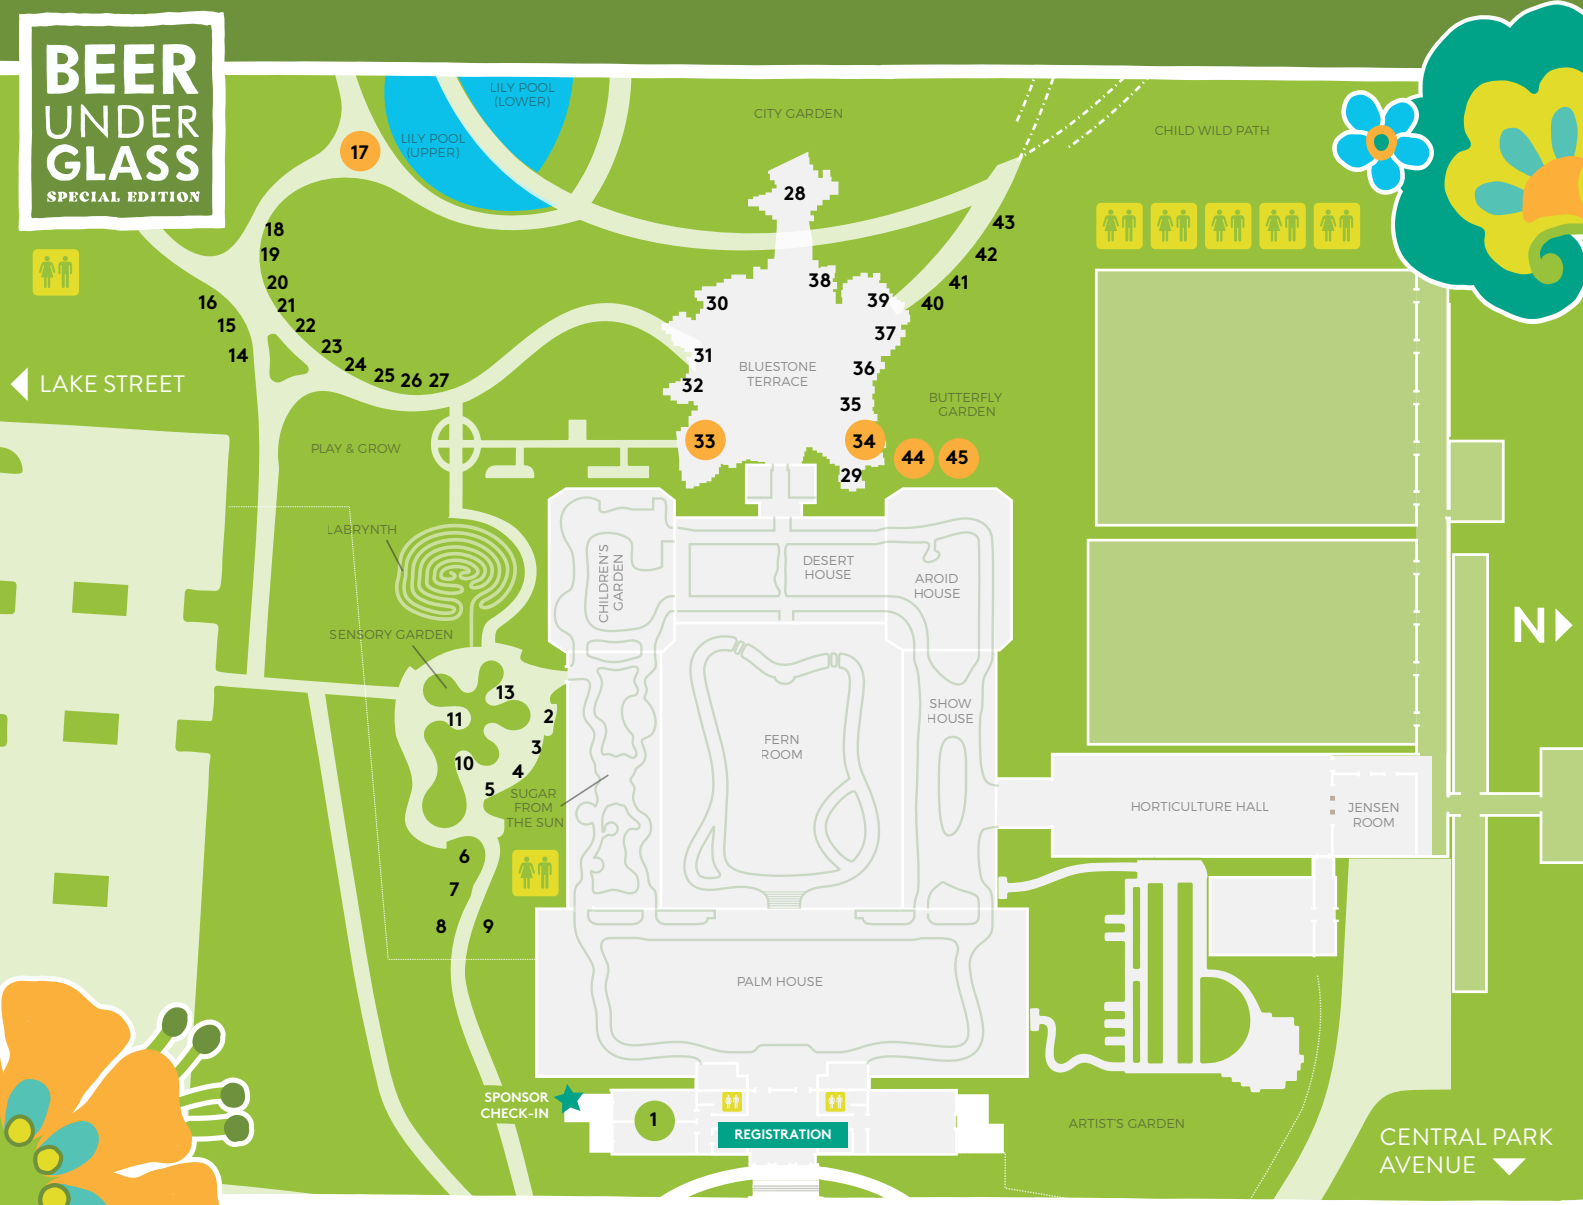 BEER
UNDER
GLASS
SPECIAL EDITION
LILY POOL
(LOWER)
LILY POOL
(UPPER)
CITY GARDEN
CHILD WILD PATH
17
28
18
19
20
21
22
23
24
25
26
27
16
15
14
43
42
41
40
38
39
30
37
31
36
32
35
33
34
44
45
29
BLUESTONE
TERRACE
BUTTERFLY
GARDEN
LAKE STREET
PLAY & GROW
LABRYNTH
SENSORY GARDEN
CHILDREN'S
GARDEN
DESERT
HOUSE
AROID
HOUSE
N
13
11
2
3
10
4
5
SUGAR
FROM
THE SUN
FERN
ROOM
SHOW
HOUSE
HORTICULTURE HALL
JENSEN
ROOM
6
7
8
9
PALM HOUSE
SPONSOR
CHECK-IN
1
REGISTRATION
ARTIST'S GARDEN
CENTRAL PARK
AVENUE